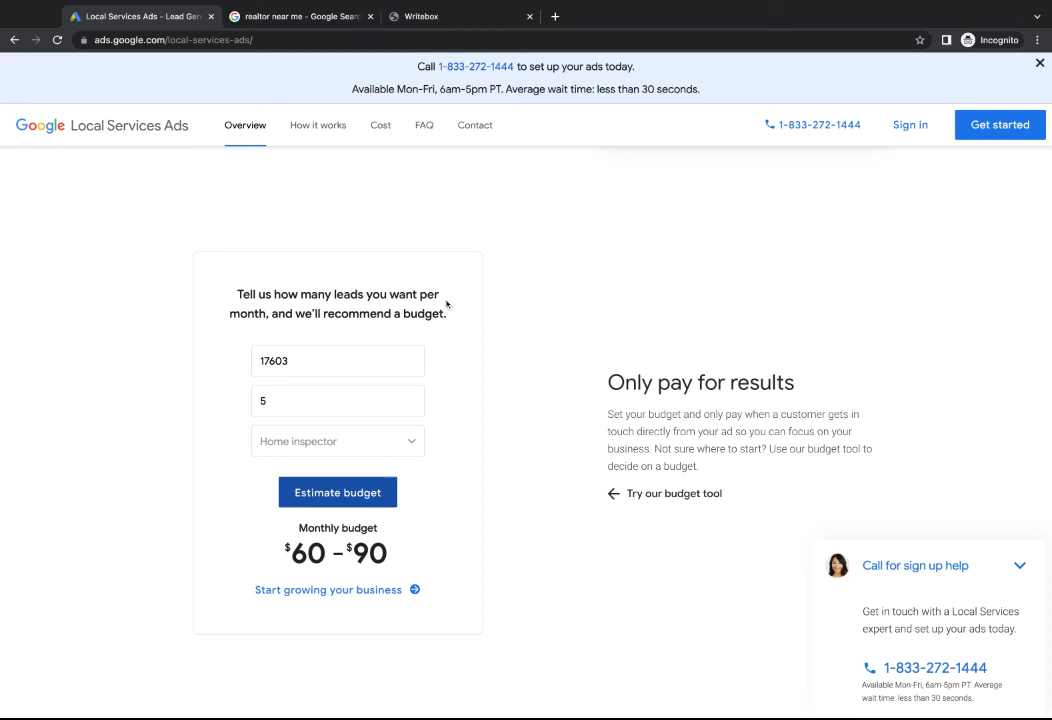 Local Services Ads - Lead Gen
realtor near me - Google Searc
Writebox
ads.google.com/local-services-ads/
Incognito
Call 1-833-272-1444 to set up your ads today.
Available Mon-Fri, 6am-5pm PT. Average wait time: less than 30 seconds.
Google Local Services Ads
Overview
How it works
Cost
FAQ
Contact
1-833-272-1444
Sign in
Get started
Tell us how many leads you want per
month, and we'll recommend a budget.
17603
5
Home inspector
Estimate budget
Monthly budget
$60 - $90
Start growing your business
Only pay for results
Set your budget and only pay when a customer gets in
touch directly from your ad so you can focus on your
business. Not sure where to start? Use our budget tool to
decide on a budget.
Try our budget tool
Call for sign up help
Get in touch with a Local Services
expert and set up your ads today.
1-833-272-1444
Available Mon-Fri, 6am-5pm PT. Average
wait time: less than 30 seconds.